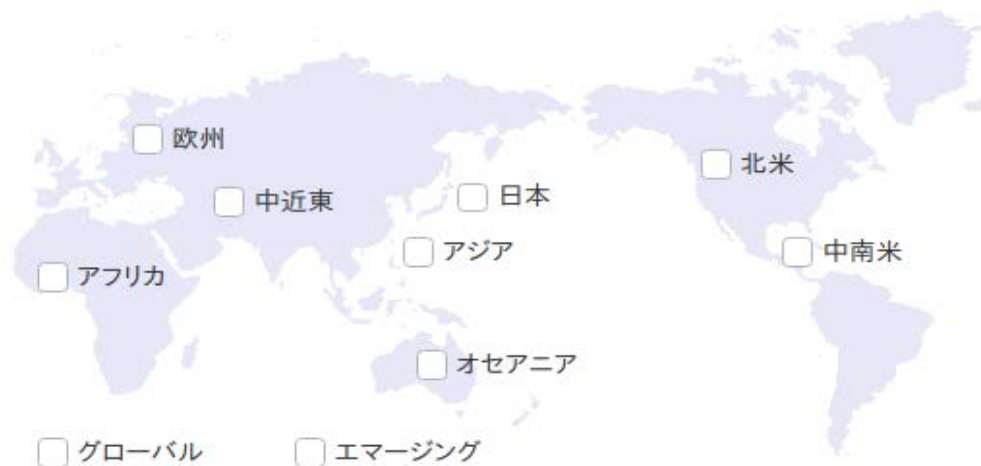 欧州
北米
中近東
日本
アジア
中南米
アフリカ
オセアニア
グローバル
エマージング